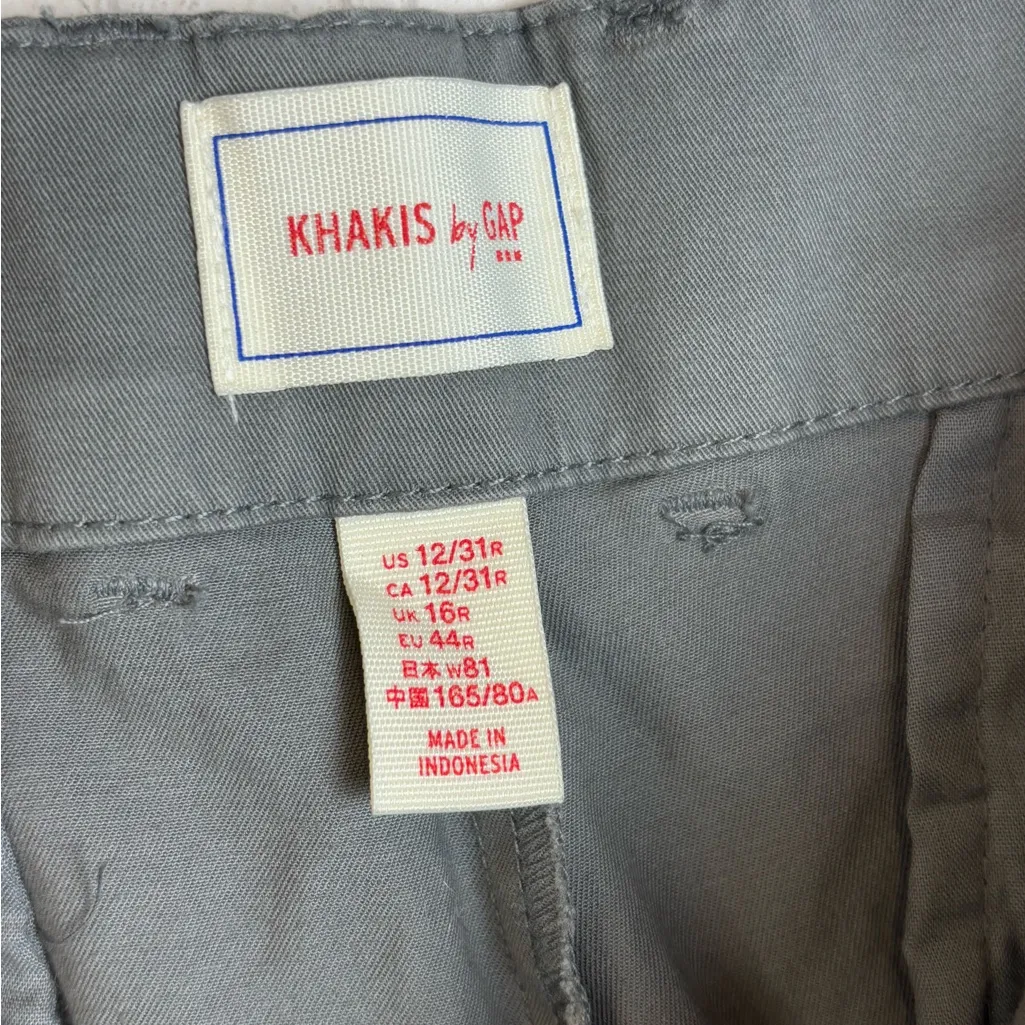 KHAKIS by GAP
US 12/31R
CA 12/31R
UK 16R
EU 44R
日本 W81
中國 165/80A
MADE IN
INDONESIA